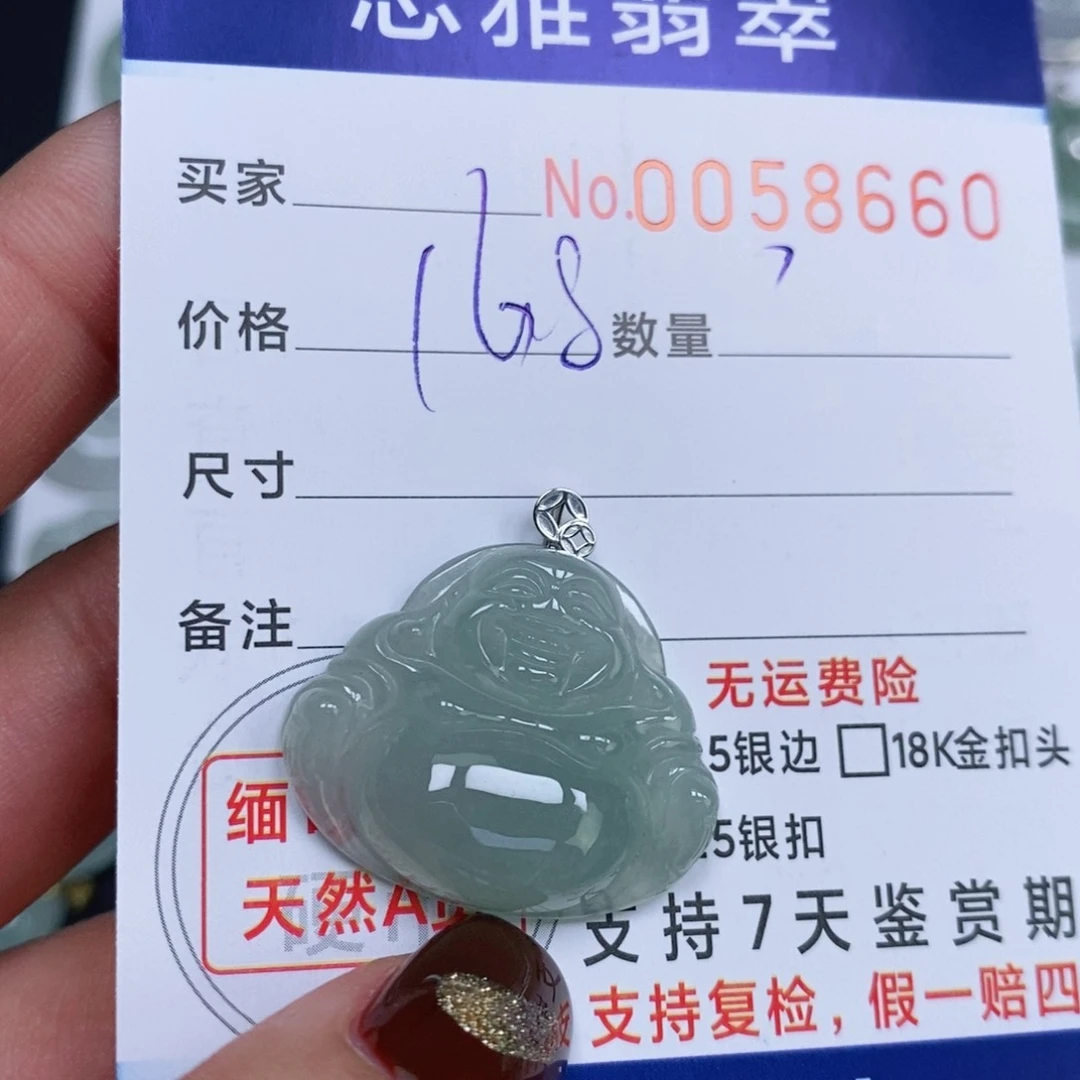 雅翡翠
买家 No.0058660
价格 168 数量
尺寸
备注
无运费险
5银边 □18K金扣头
5银扣
缅
天然A
支持7天鉴赏期
支持复检，假一赔四